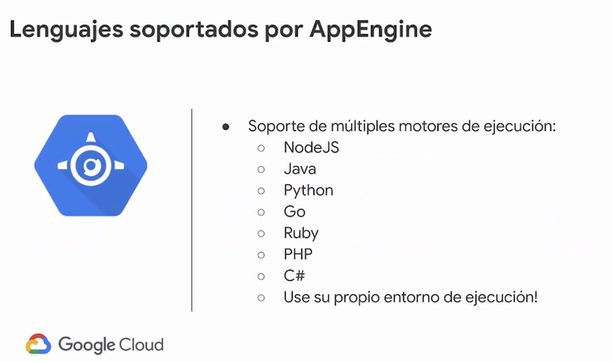 Lenguajes soportados por AppEngine
● Soporte de múltiples motores de ejecución:
○ NodeJS
○ Java
○ Python
○ Go
○ Ruby
○ PHP
○ C#
○ Use su propio entorno de ejecución!
Google Cloud